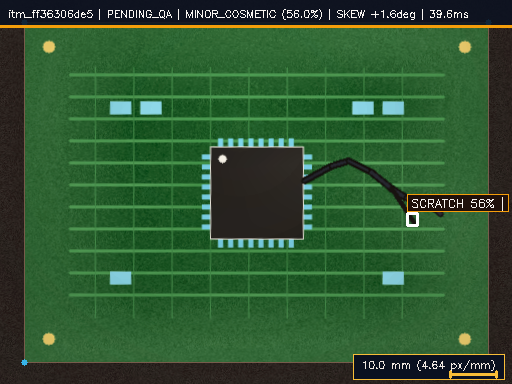 itm_ff36306de5 | PENDING_QA | MINOR_COSMETIC (56.0%) | SKEW +1.6deg | 39.6ms
SCRATCH 56% |
10.0 mm (4.64 px/mm)